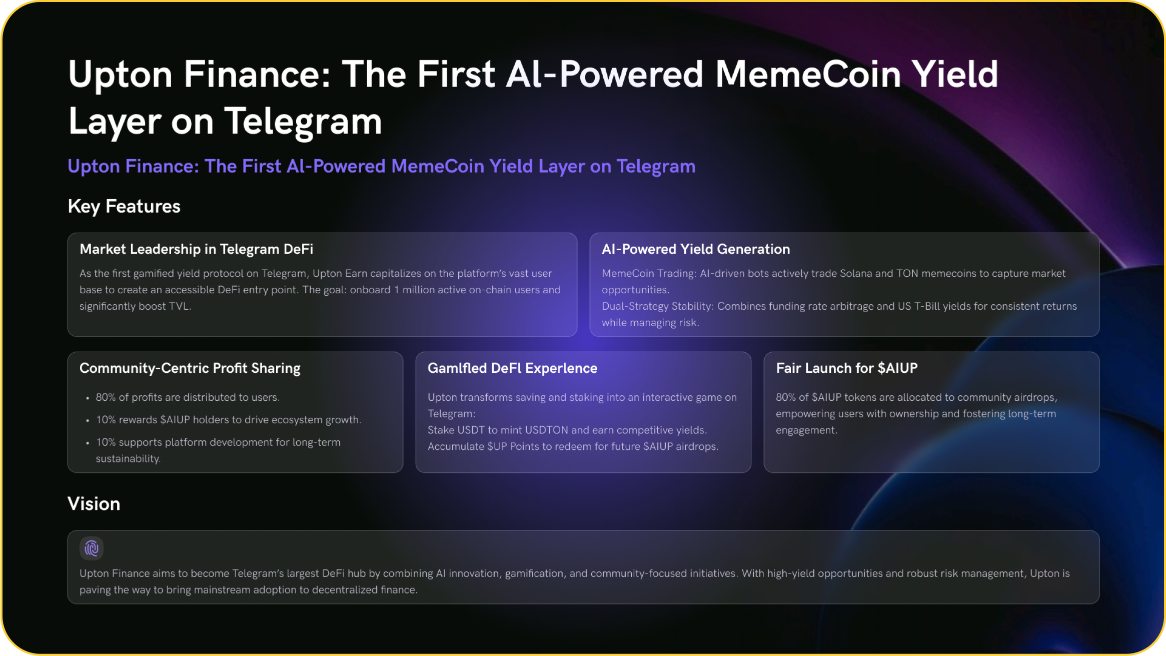 Upton Finance: The First Al-Powered MemeCoin Yield
Layer on Telegram
Upton Finance: The First Al-Powered MemeCoin Yield Layer on Telegram
Key Features
Market Leadership in Telegram DeFi
As the first gamified yield protocol on Telegram, Upton Earn capitalizes on the platform's vast user
base to create an accessible DeFi entry point. The goal: onboard 1 million active on-chain users and
significantly boost TVL.
AI-Powered Yield Generation
MemeCoin Trading: AI-driven bots actively trade Solana and TON memecoins to capture market
opportunities.
Dual-Strategy Stability: Combines funding rate arbitrage and US T-Bill yields for consistent returns
while managing risk.
Community-Centric Profit Sharing
• 80% of profits are distributed to users.
• 10% rewards $AIUP holders to drive ecosystem growth.
• 10% supports platform development for long-term
sustainability.
Gamlfled DeFl Experlence
Upton transforms saving and staking into an interactive game on
Telegram:
Stake USDT to mint USDTON and earn competitive yields.
Accumulate $UP Points to redeem for future $AIUP airdrops.
Fair Launch for $AIUP
80% of $AIUP tokens are allocated to community airdrops,
empowering users with ownership and fostering long-term
engagement.
Vision
Upton Finance aims to become Telegram's largest DeFi hub by combining AI innovation, gamification, and community-focused initiatives. With high-yield opportunities and robust risk management, Upton is
paving the way to bring mainstream adoption to decentralized finance.